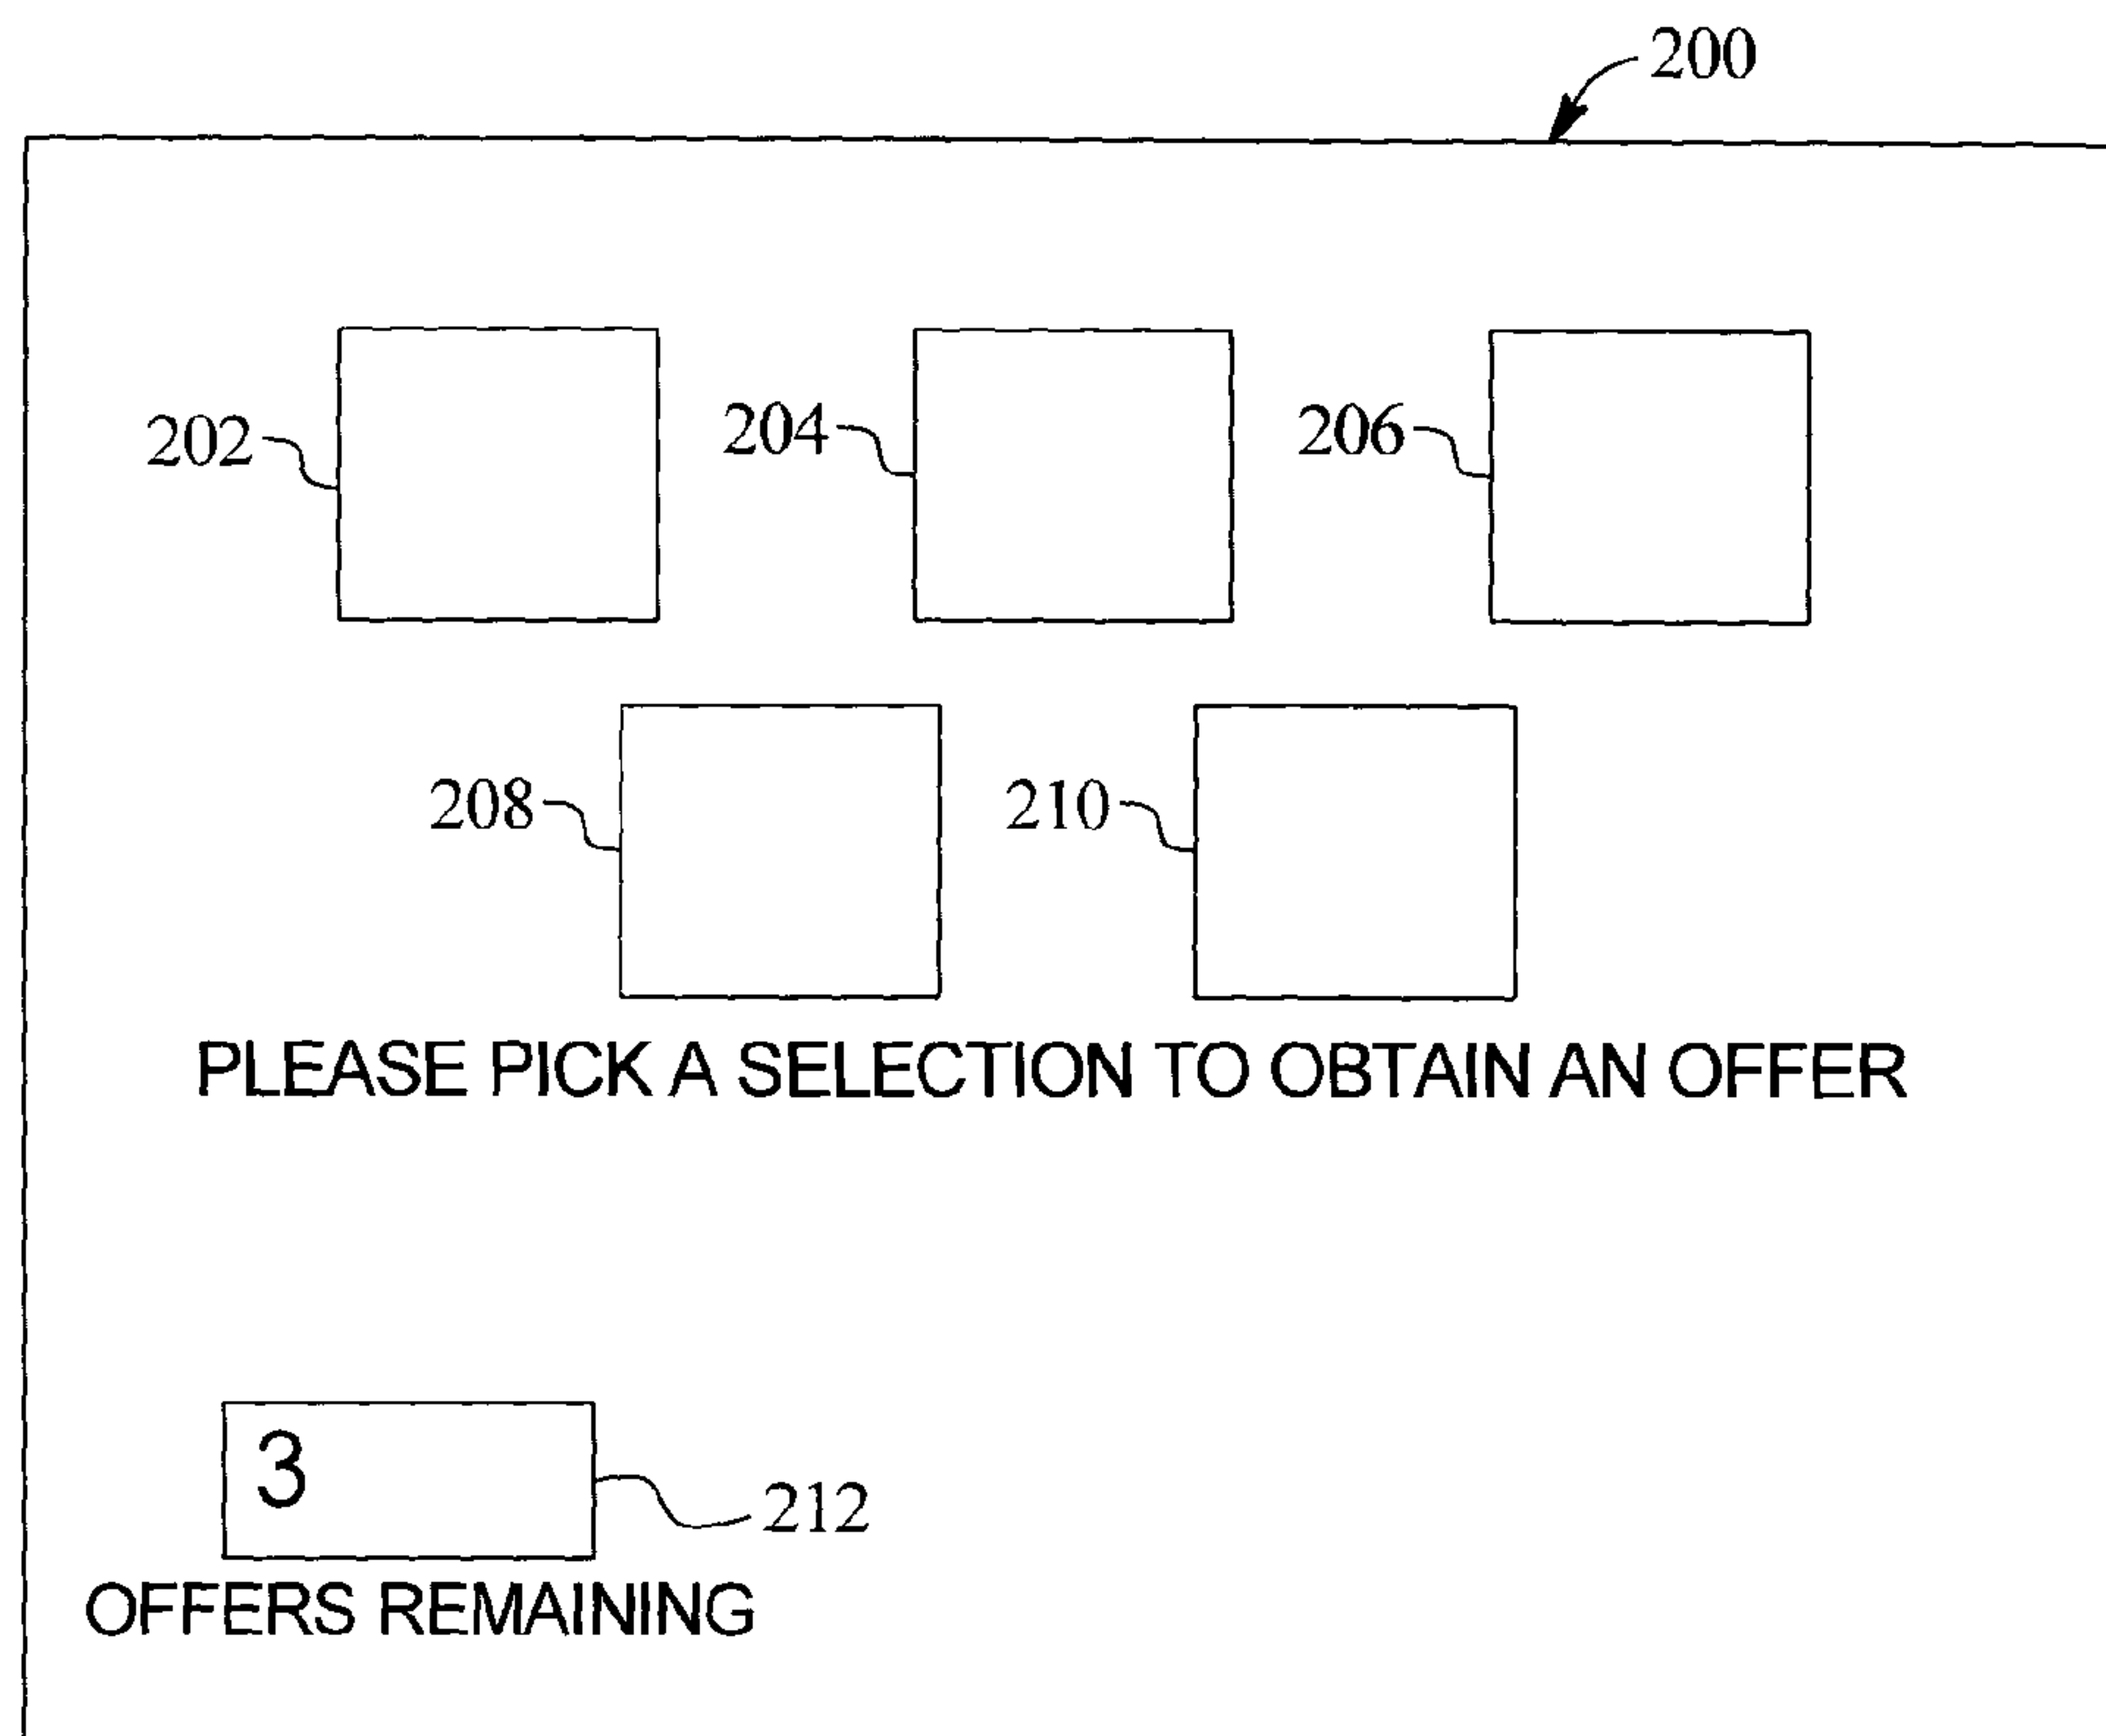 200
202 204 206
208 210
PLEASE PICK A SELECTION TO OBTAIN AN OFFER
3
212
OFFERS REMAINING